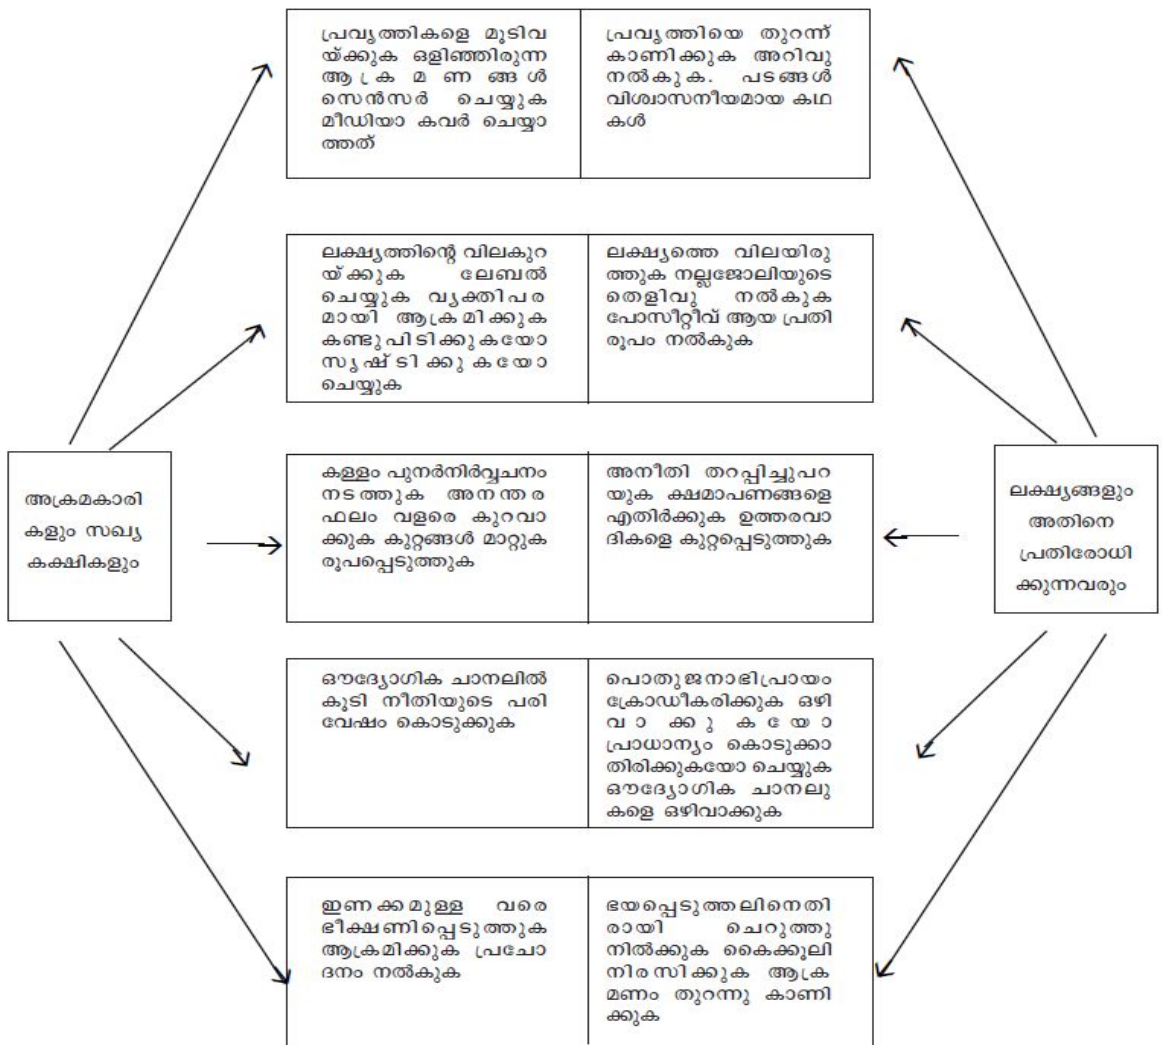 പ്രവൃത്തികളെ മൂടിവ
യ്ക്കുക ഒളിഞ്ഞിരുന്ന
ആക്രമണങ്ങൾ
സെൻസർ ചെയ്യുക
മീഡിയാ കവർ ചെയ്യാ
ത്തത്
പ്രവൃത്തിയെ തുറന്ന്
കാണിക്കുക അറിവു
നൽകുക. പടങ്ങൾ
വിശ്വാസനീയമായ കഥ
കൾ
ലക്ഷ്യത്തിന്റെ വിലകുറ
യ്ക്കുക ലേബൽ
ചെയ്യുക വ്യക്തിപര
മായി ആക്രമിക്കുക
കണ്ടുപിടിക്കുകയോ
സൃഷ്ടിക്കുകയോ
ചെയ്യുക
ലക്ഷ്യത്തെ വിലയിരു
ത്തുക നല്ലജോലിയുടെ
തെളിവു നൽകുക
പോസീറ്റീവ് ആയ പ്രതി
രൂപം നൽകുക
അക്രമകാരി
കളും സഖ്യ
കക്ഷികളും
കള്ളം പുനർനിർവ്വചനം
നടത്തുക അനന്തര
ഫലം വളരെ കുറവാ
ക്കുക കുറ്റങ്ങൾ മാറ്റുക
രൂപപ്പെടുത്തുക
അനീതി തറപ്പിച്ചുപറ
യുക ക്ഷമാപണങ്ങളെ
എതിർക്കുക ഉത്തരവാ
ദികളെ കുറ്റപ്പെടുത്തുക
ലക്ഷ്യങ്ങളും
അതിനെ
പ്രതിരോധി
ക്കുന്നവരും
ഔദ്യോഗിക ചാനലിൽ
കൂടി നീതിയുടെ പരി
വേഷം കൊടുക്കുക
പൊതുജനാഭിപ്രായം
ക്രോഡീകരിക്കുക ഒഴി
വാക്കുകയോ
പ്രാധാന്യം കൊടുക്കാ
തിരിക്കുകയോ ചെയ്യുക
ഔദ്യോഗിക ചാനലു
കളെ ഒഴിവാക്കുക
ഇണക്കമുള്ള വരെ
ഭീക്ഷണിപ്പെടുത്തുക
ആക്രമിക്കുക പ്രചോ
ദനം നൽകുക
ഭയപ്പെടുത്തലിനെതി
രായി ചെറുത്തു
നിൽക്കുക കൈക്കൂലി
നിരസിക്കുക ആക്ര
മണം തുറന്നു കാണി
ക്കുക